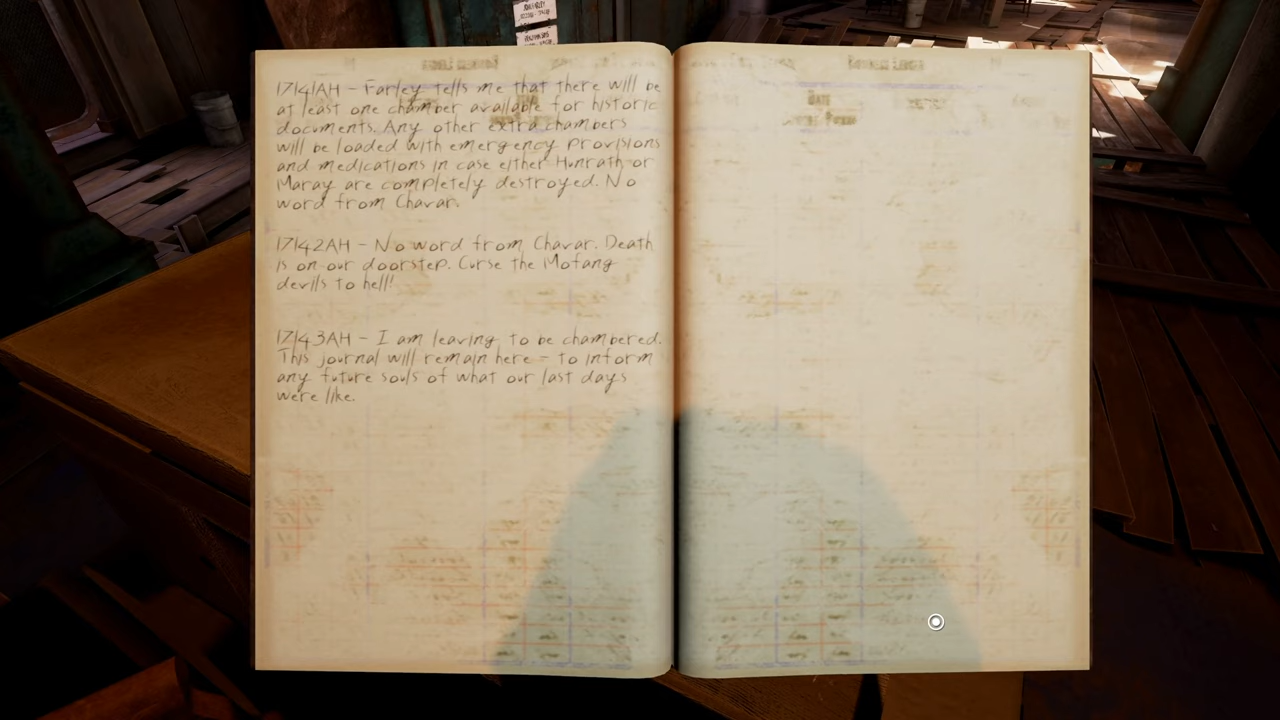 17141AH - Farley tells me that there will be
at least one chamber available for historic
documents. Any other extra chambers
will be loaded with emergency provisions
and medications in case either Hunrath or
Maray are completely destroyed. No
word from Chavar.
17142AH - No word from Chavar. Death
is on our doorstep. Curse the Mofang
devils to hell!
17143AH - I am leaving to be chambered.
This journal will remain here - to inform
any future souls of what our last days
were like.